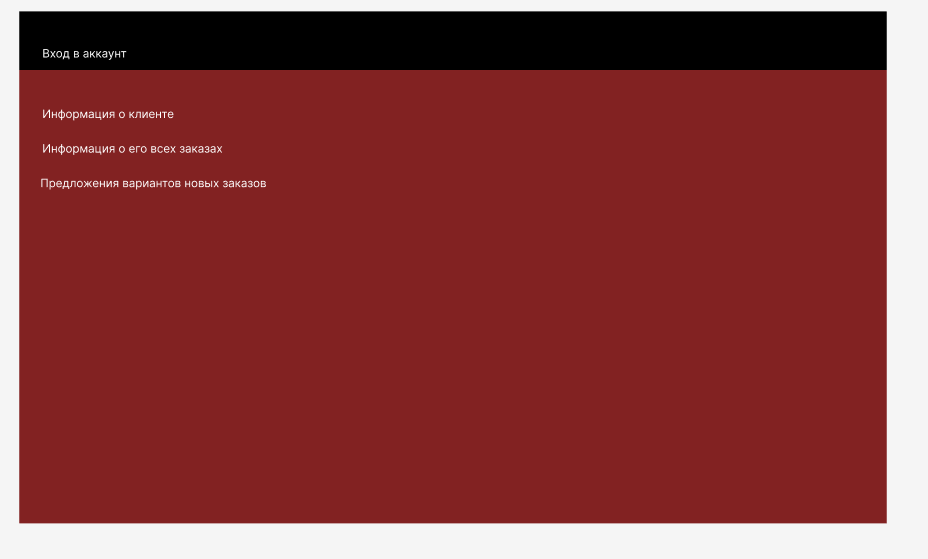 Вход в аккаунт
Информация о клиенте
Информация о его всех заказах
Предложения вариантов новых заказов